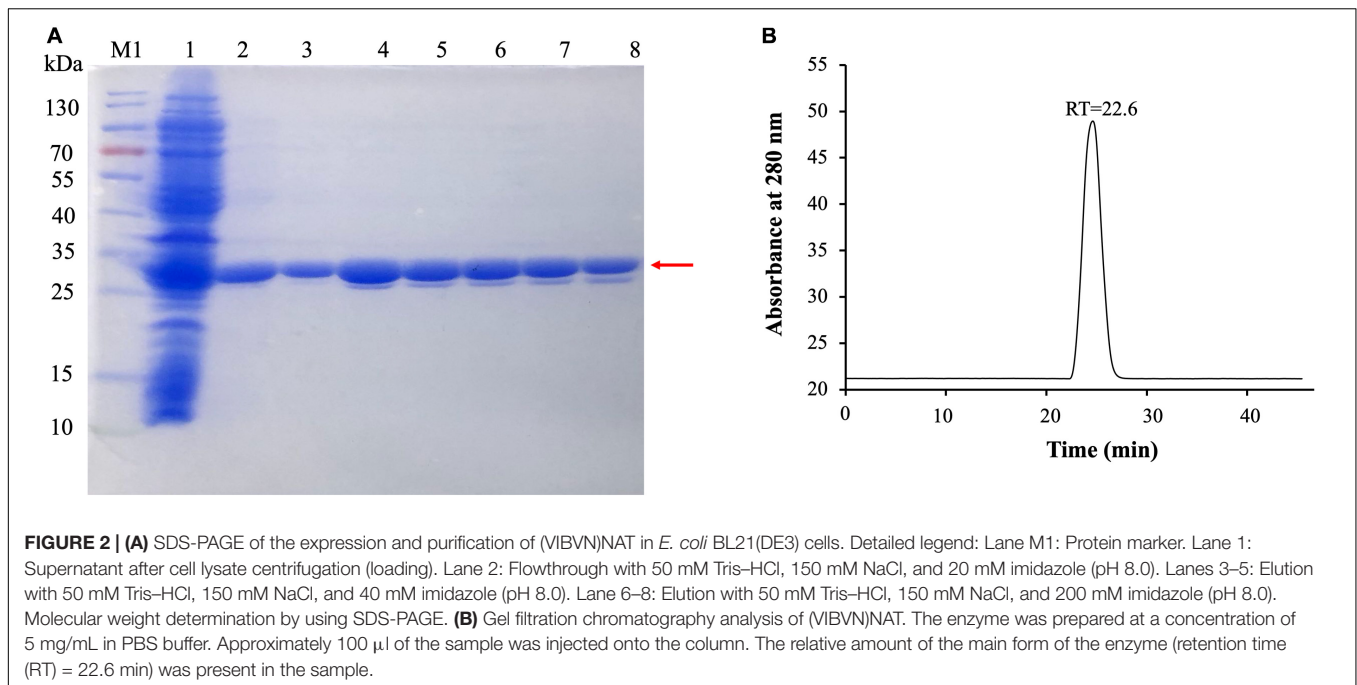 A
B
M1 1 2 3 4 5 6 7 8
kDa
130
70
55
40
35
25
15
10
55
50
45
40
35
30
25
20
Absorbance at 280 nm
RT=22.6
0 10 20 30 40
Time (min)
FIGURE 2 | (A) SDS-PAGE of the expression and purification of (VIBVN)NAT in E. coli BL21(DE3) cells. Detailed legend: Lane M1: Protein marker. Lane 1:
Supernatant after cell lysate centrifugation (loading). Lane 2: Flowthrough with 50 mM Tris–HCl, 150 mM NaCl, and 20 mM imidazole (pH 8.0). Lanes 3–5: Elution
with 50 mM Tris–HCl, 150 mM NaCl, and 40 mM imidazole (pH 8.0). Lane 6–8: Elution with 50 mM Tris–HCl, 150 mM NaCl, and 200 mM imidazole (pH 8.0).
Molecular weight determination by using SDS-PAGE. (B) Gel filtration chromatography analysis of (VIBVN)NAT. The enzyme was prepared at a concentration of
5 mg/mL in PBS buffer. Approximately 100 μl of the sample was injected onto the column. The relative amount of the main form of the enzyme (retention time
(RT) = 22.6 min) was present in the sample.